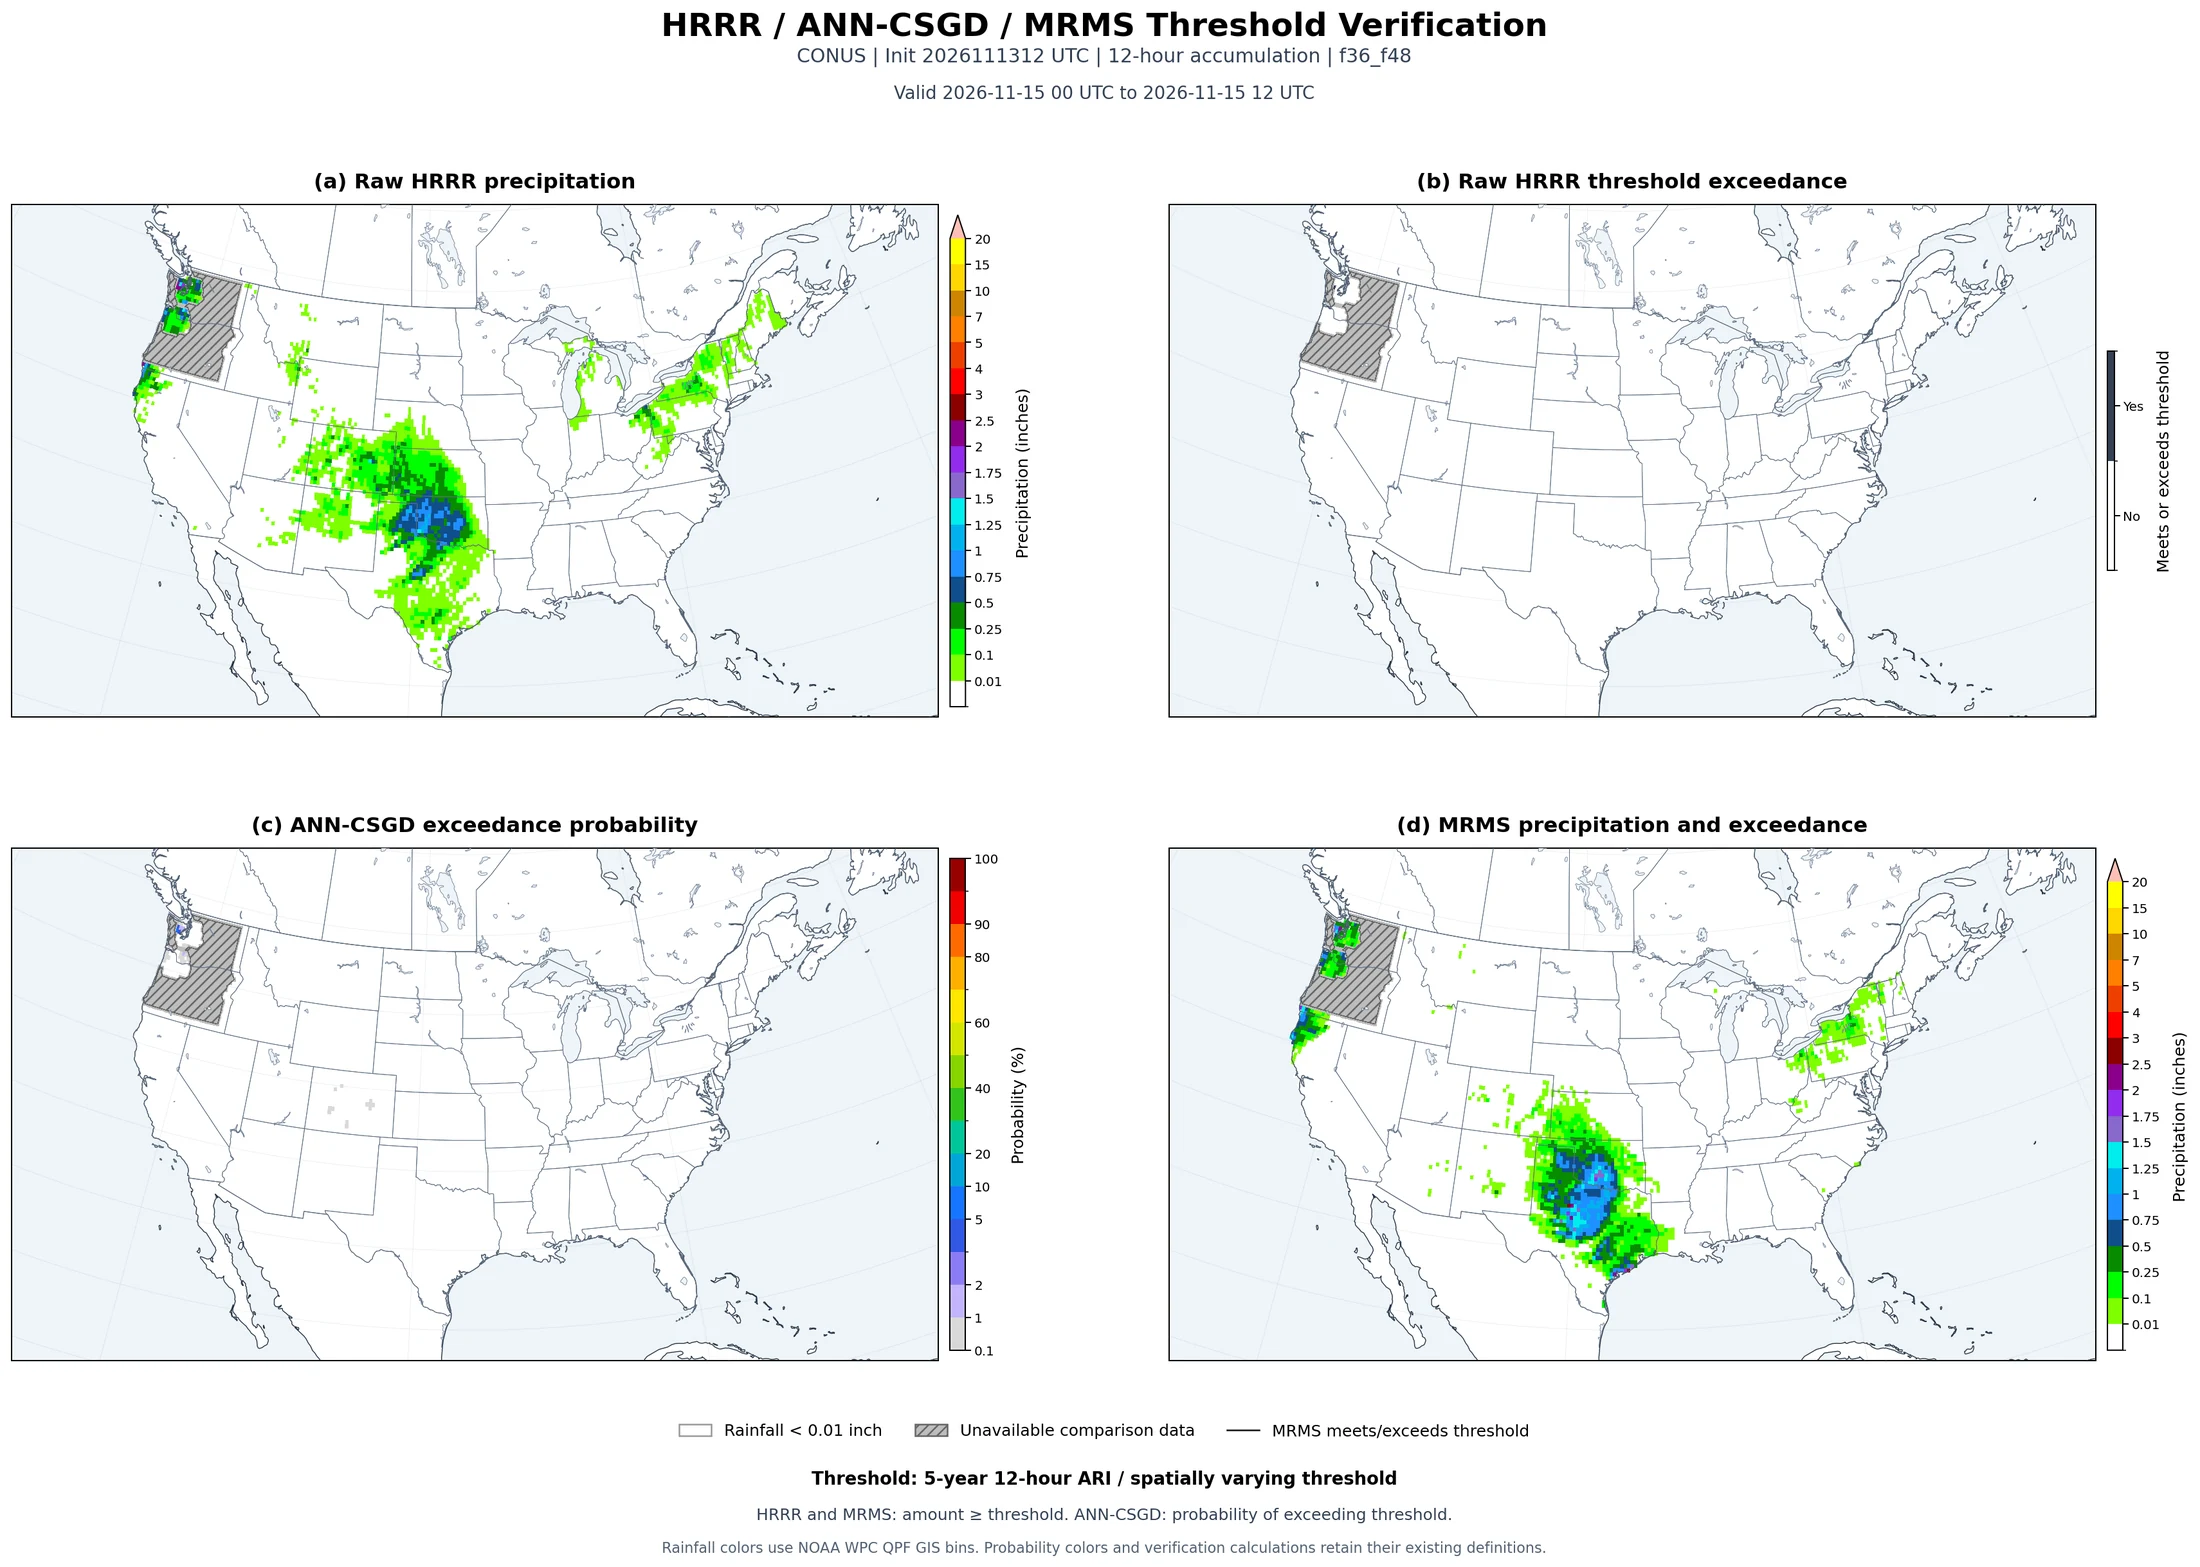 HRRR / ANN-CSGD / MRMS Threshold Verification
CONUS | Init 2026111312 UTC | 12-hour accumulation | f36_f48
Valid 2026-11-15 00 UTC to 2026-11-15 12 UTC
(a) Raw HRRR precipitation
20
15
10
7
5
4
3
2.5
2
1.75
1.5
1.25
1
0.75
0.5
0.25
0.1
0.01
Precipitation (inches)
(b) Raw HRRR threshold exceedance
Yes
No
Meets or exceeds threshold
(c) ANN-CSGD exceedance probability
100
90
80
60
40
20
10
5
2
1
0.1
Probability (%)
(d) MRMS precipitation and exceedance
20
15
10
7
5
4
3
2.5
2
1.75
1.5
1.25
1
0.75
0.5
0.25
0.1
0.01
Precipitation (inches)
Rainfall < 0.01 inch
Unavailable comparison data
MRMS meets/exceeds threshold
Threshold: 5-year 12-hour ARI / spatially varying threshold
HRRR and MRMS: amount ≥ threshold. ANN-CSGD: probability of exceeding threshold.
Rainfall colors use NOAA WPC QPF GIS bins. Probability colors and verification calculations retain their existing definitions.